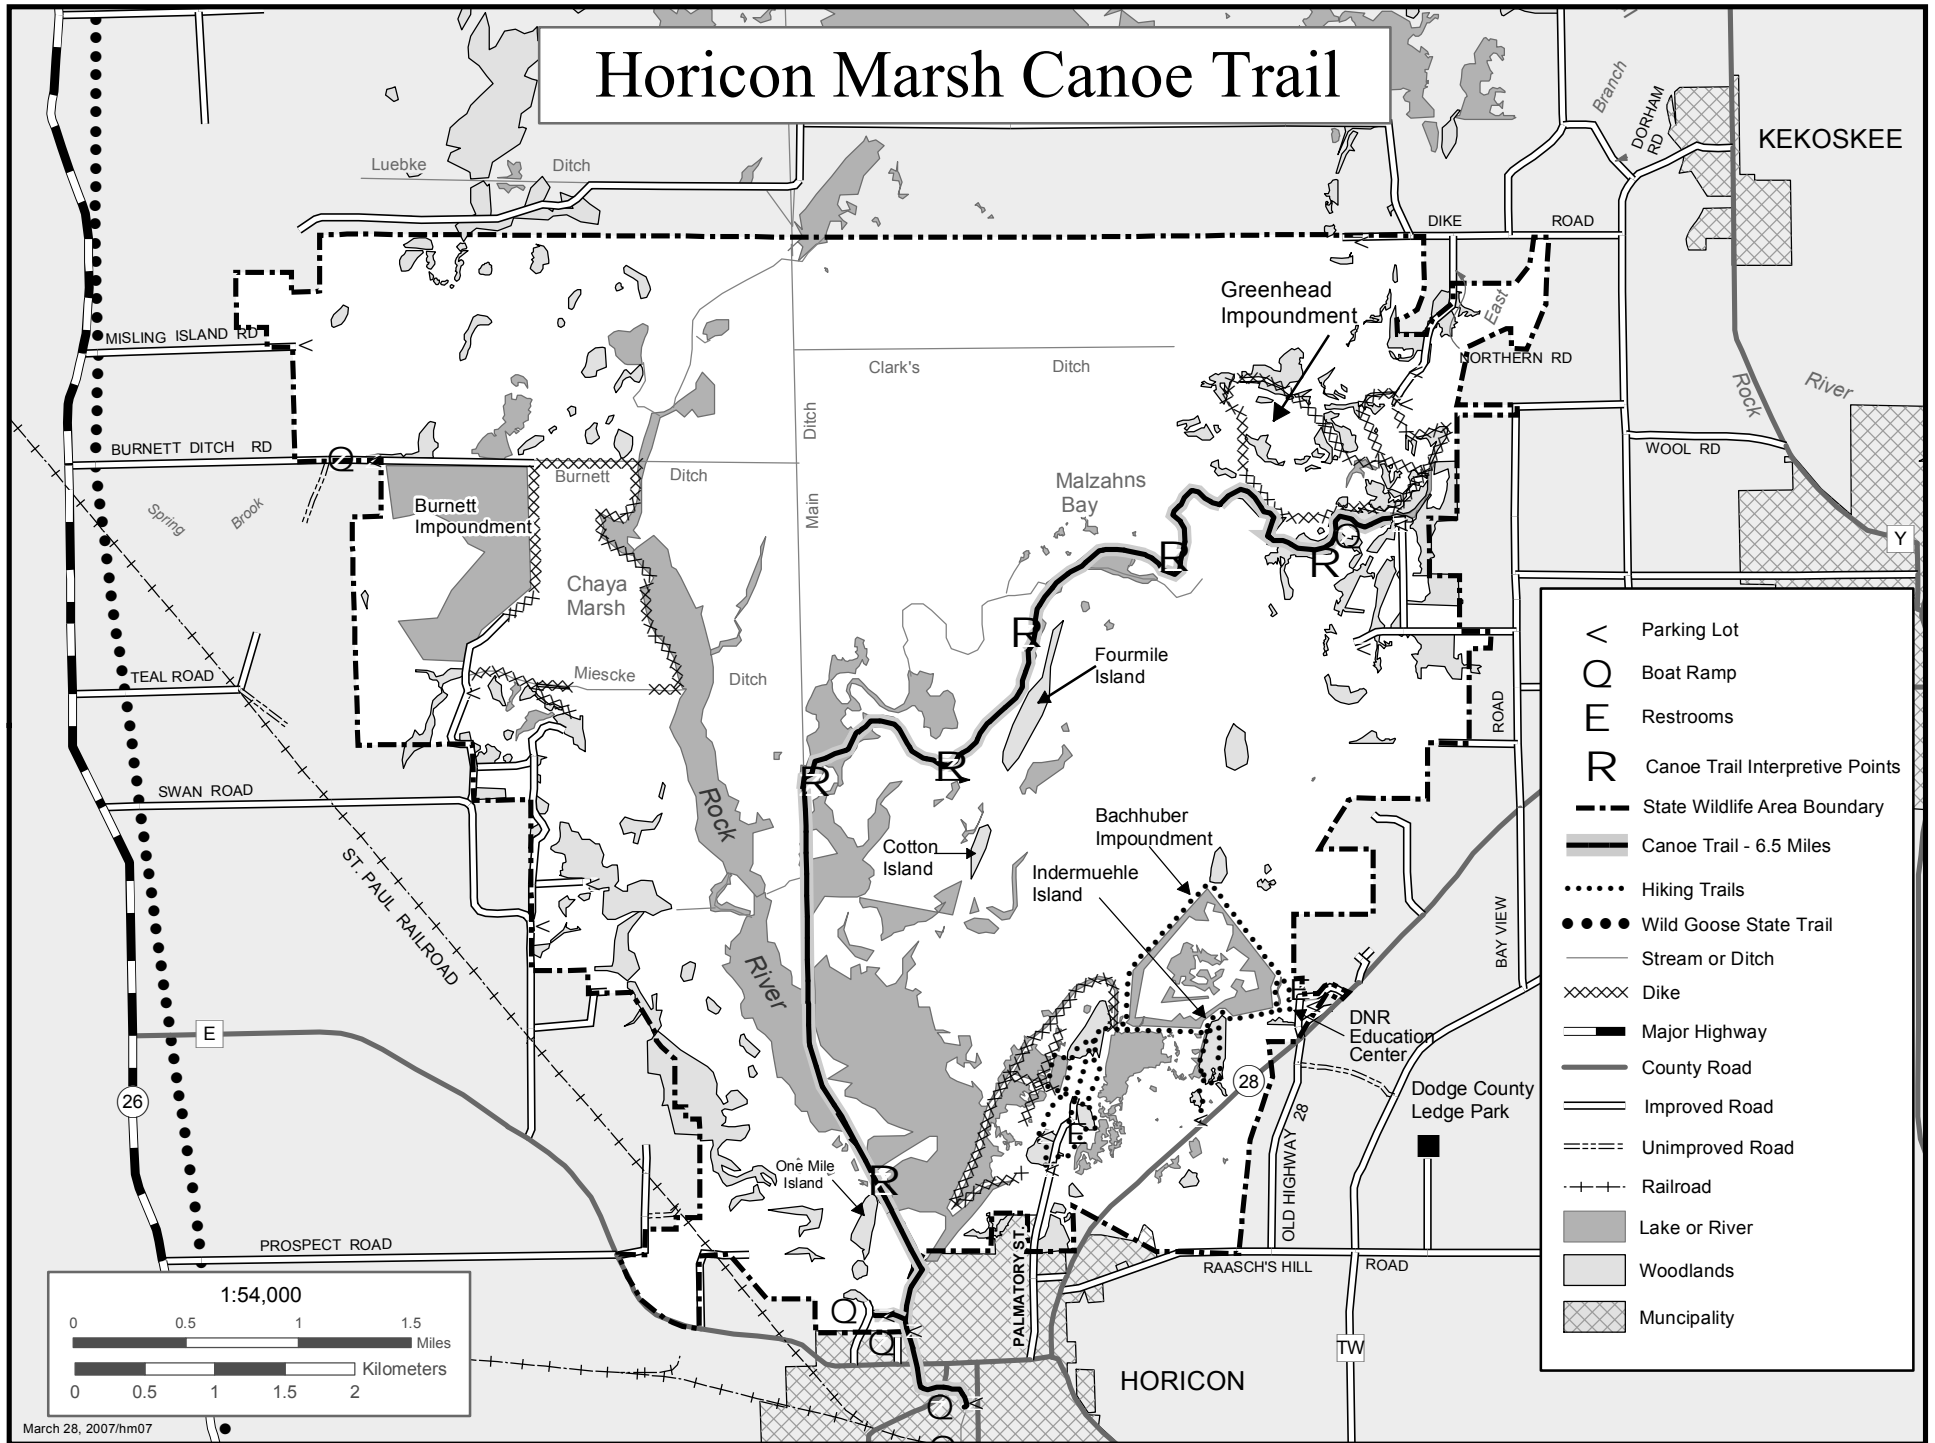 Horicon Marsh Canoe Trail
KEKOSKEE
Branch
DORHAM
RD
Luebke
Ditch
DIKE
ROAD
Greenhead
Impoundment
East
MISLING ISLAND RD
NORTHERN RD
Clark's
Ditch
Rock
River
BURNETT DITCH RD
Q
Burnett
Ditch
Main
Ditch
WOOL RD
Malzahns
Bay
Spring
Brook
Burnett
Impoundment
Y
Q
R
R
Chaya
Marsh
R
Fourmile
Island
Miescke
Ditch
TEAL ROAD
R
R
SWAN ROAD
Rock
River
ROAD
BAY VIEW
Cotton
Island
Bachhuber
Impoundment
Indermuehle
Island
ST. PAUL RAILROAD
E
E
DNR
Education
Center
26
28
Dodge County
Ledge Park
OLD HIGHWAY 28
E
One Mile
Island
R
PROSPECT ROAD
PALMATORY ST.
RAASCH'S HILL
ROAD
Q
Q
TW
HORICON
Q
<
Parking Lot
Q
Boat Ramp
E
Restrooms
R
Canoe Trail Interpretive Points
State Wildlife Area Boundary
Canoe Trail - 6.5 Miles
Hiking Trails
Wild Goose State Trail
Stream or Ditch
Dike
Major Highway
County Road
Improved Road
Unimproved Road
Railroad
Lake or River
Woodlands
Muncipality
1:54,000
0 0.5 1 1.5
Miles
Kilometers
0 0.5 1 1.5 2
March 28, 2007/hm07